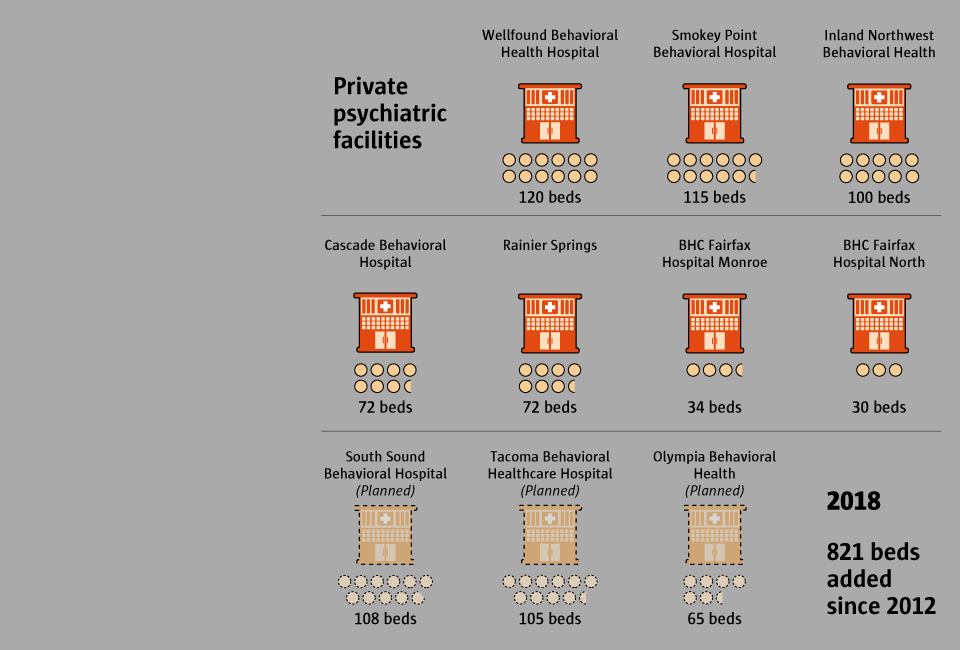 Private
psychiatric
facilities
Wellfound Behavioral
Health Hospital
120 beds
Smokey Point
Behavioral Hospital
115 beds
Inland Northwest
Behavioral Health
100 beds
Cascade Behavioral
Hospital
72 beds
Rainier Springs
72 beds
BHC Fairfax
Hospital Monroe
34 beds
BHC Fairfax
Hospital North
30 beds
South Sound
Behavioral Hospital
(Planned)
108 beds
Tacoma Behavioral
Healthcare Hospital
(Planned)
105 beds
Olympia Behavioral
Health
(Planned)
65 beds
2018
821 beds
added
since 2012